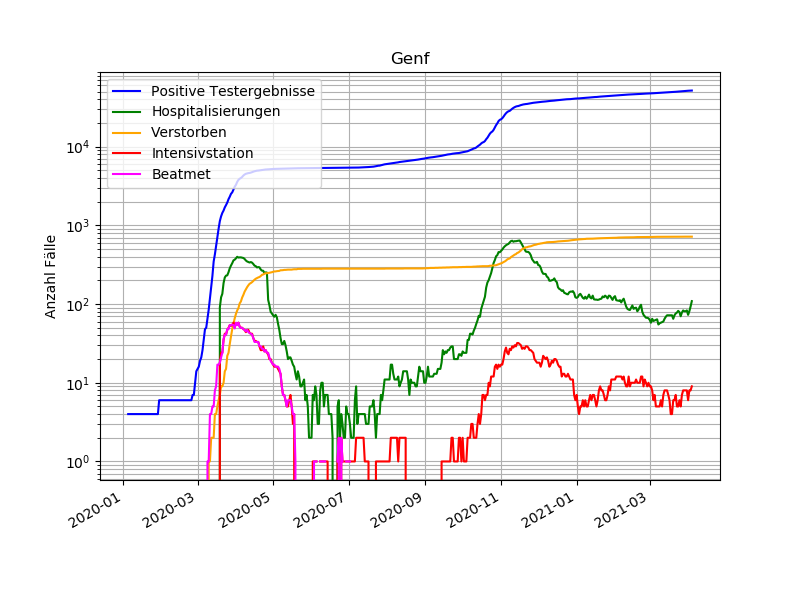 Genf
Anzahl Fälle
Positive Testergebnisse
Hospitalisierungen
Verstorben
Intensivstation
Beatmet
10⁴
10³
10²
10¹
10⁰
2020-01
2020-03
2020-05
2020-07
2020-09
2020-11
2021-01
2021-03